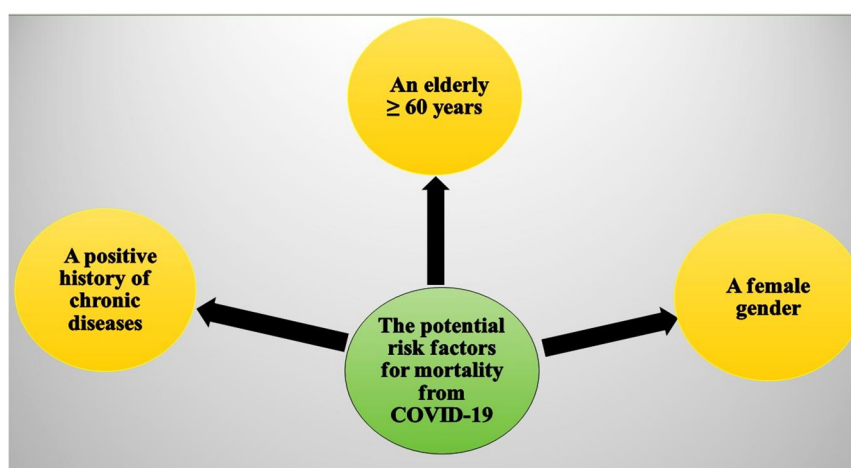 An elderly
≥ 60 years
A positive
history of
chronic
diseases
A female
gender
The potential
risk factors
for mortality
from
COVID-19